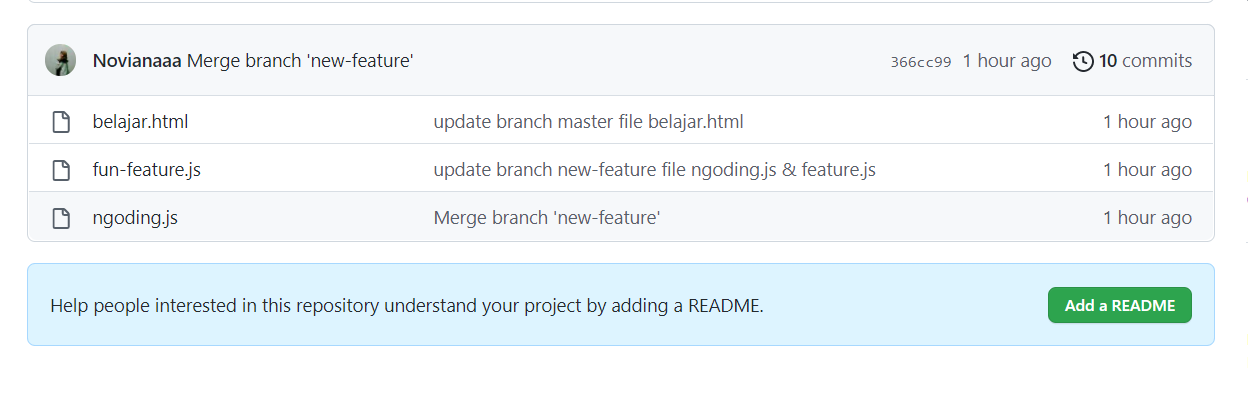 Novianaaa Merge branch 'new-feature' 366cc99 1 hour ago 10 commits
belajar.html update branch master file belajar.html 1 hour ago
fun-feature.js update branch new-feature file ngoding.js & feature.js 1 hour ago
ngoding.js Merge branch 'new-feature' 1 hour ago
Help people interested in this repository understand your project by adding a README. Add a README